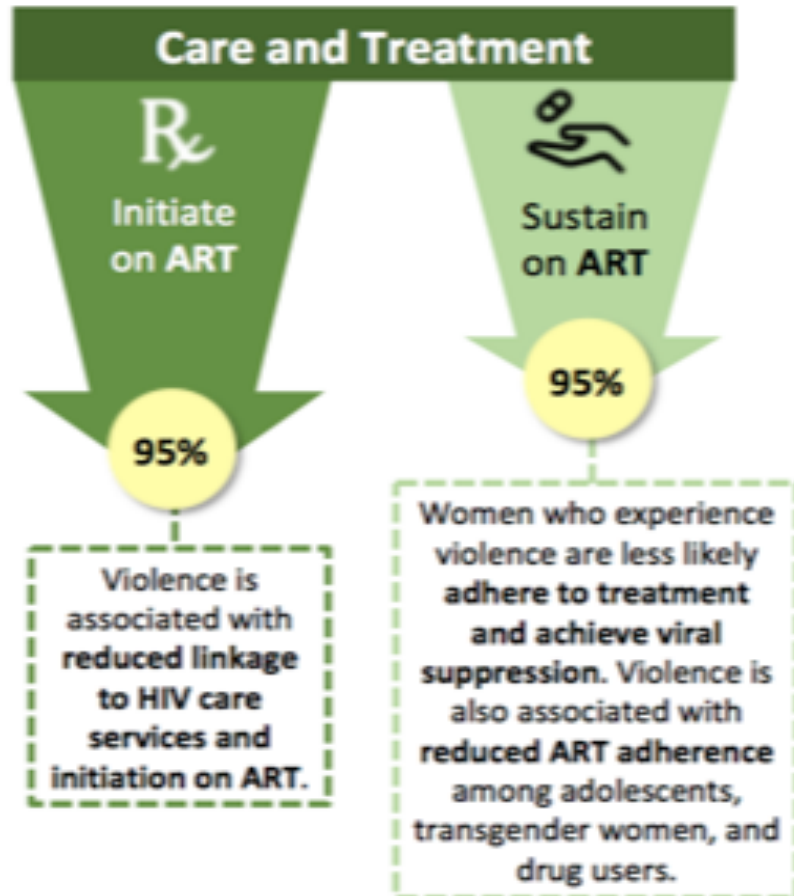 Care and Treatment
Rx
Initiate
on ART
95%
Violence is
associated with
reduced linkage
to HIV care
services and
initiation on ART.
Sustain
on ART
95%
Women who experience
violence are less likely
adhere to treatment
and achieve viral
suppression. Violence is
also associated with
reduced ART adherence
among adolescents,
transgender women, and
drug users.